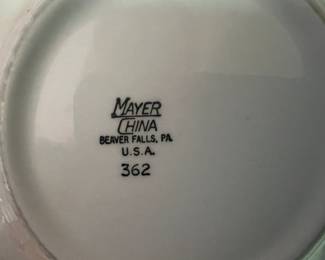 MAYER
CHINA
BEAVER FALLS, PA.
U.S.A.
362